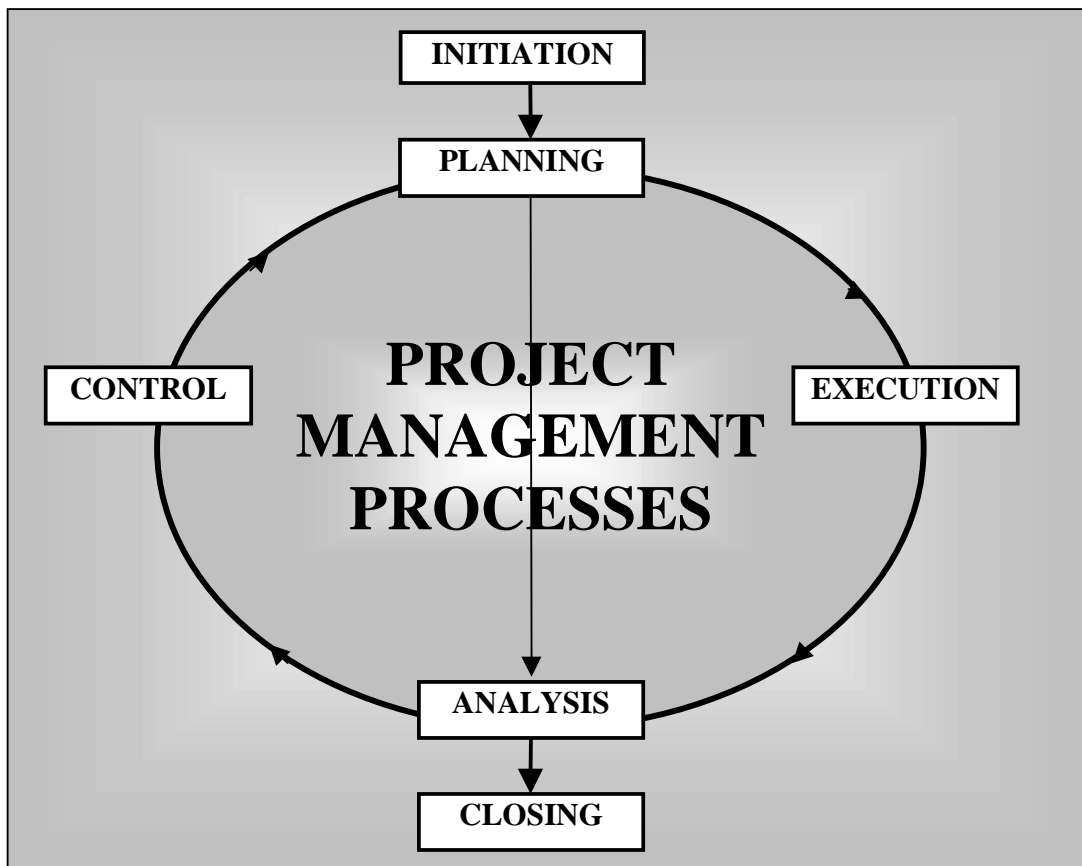 INITIATION
PLANNING
CONTROL
EXECUTION
PROJECT
MANAGEMENT
PROCESSES
ANALYSIS
CLOSING